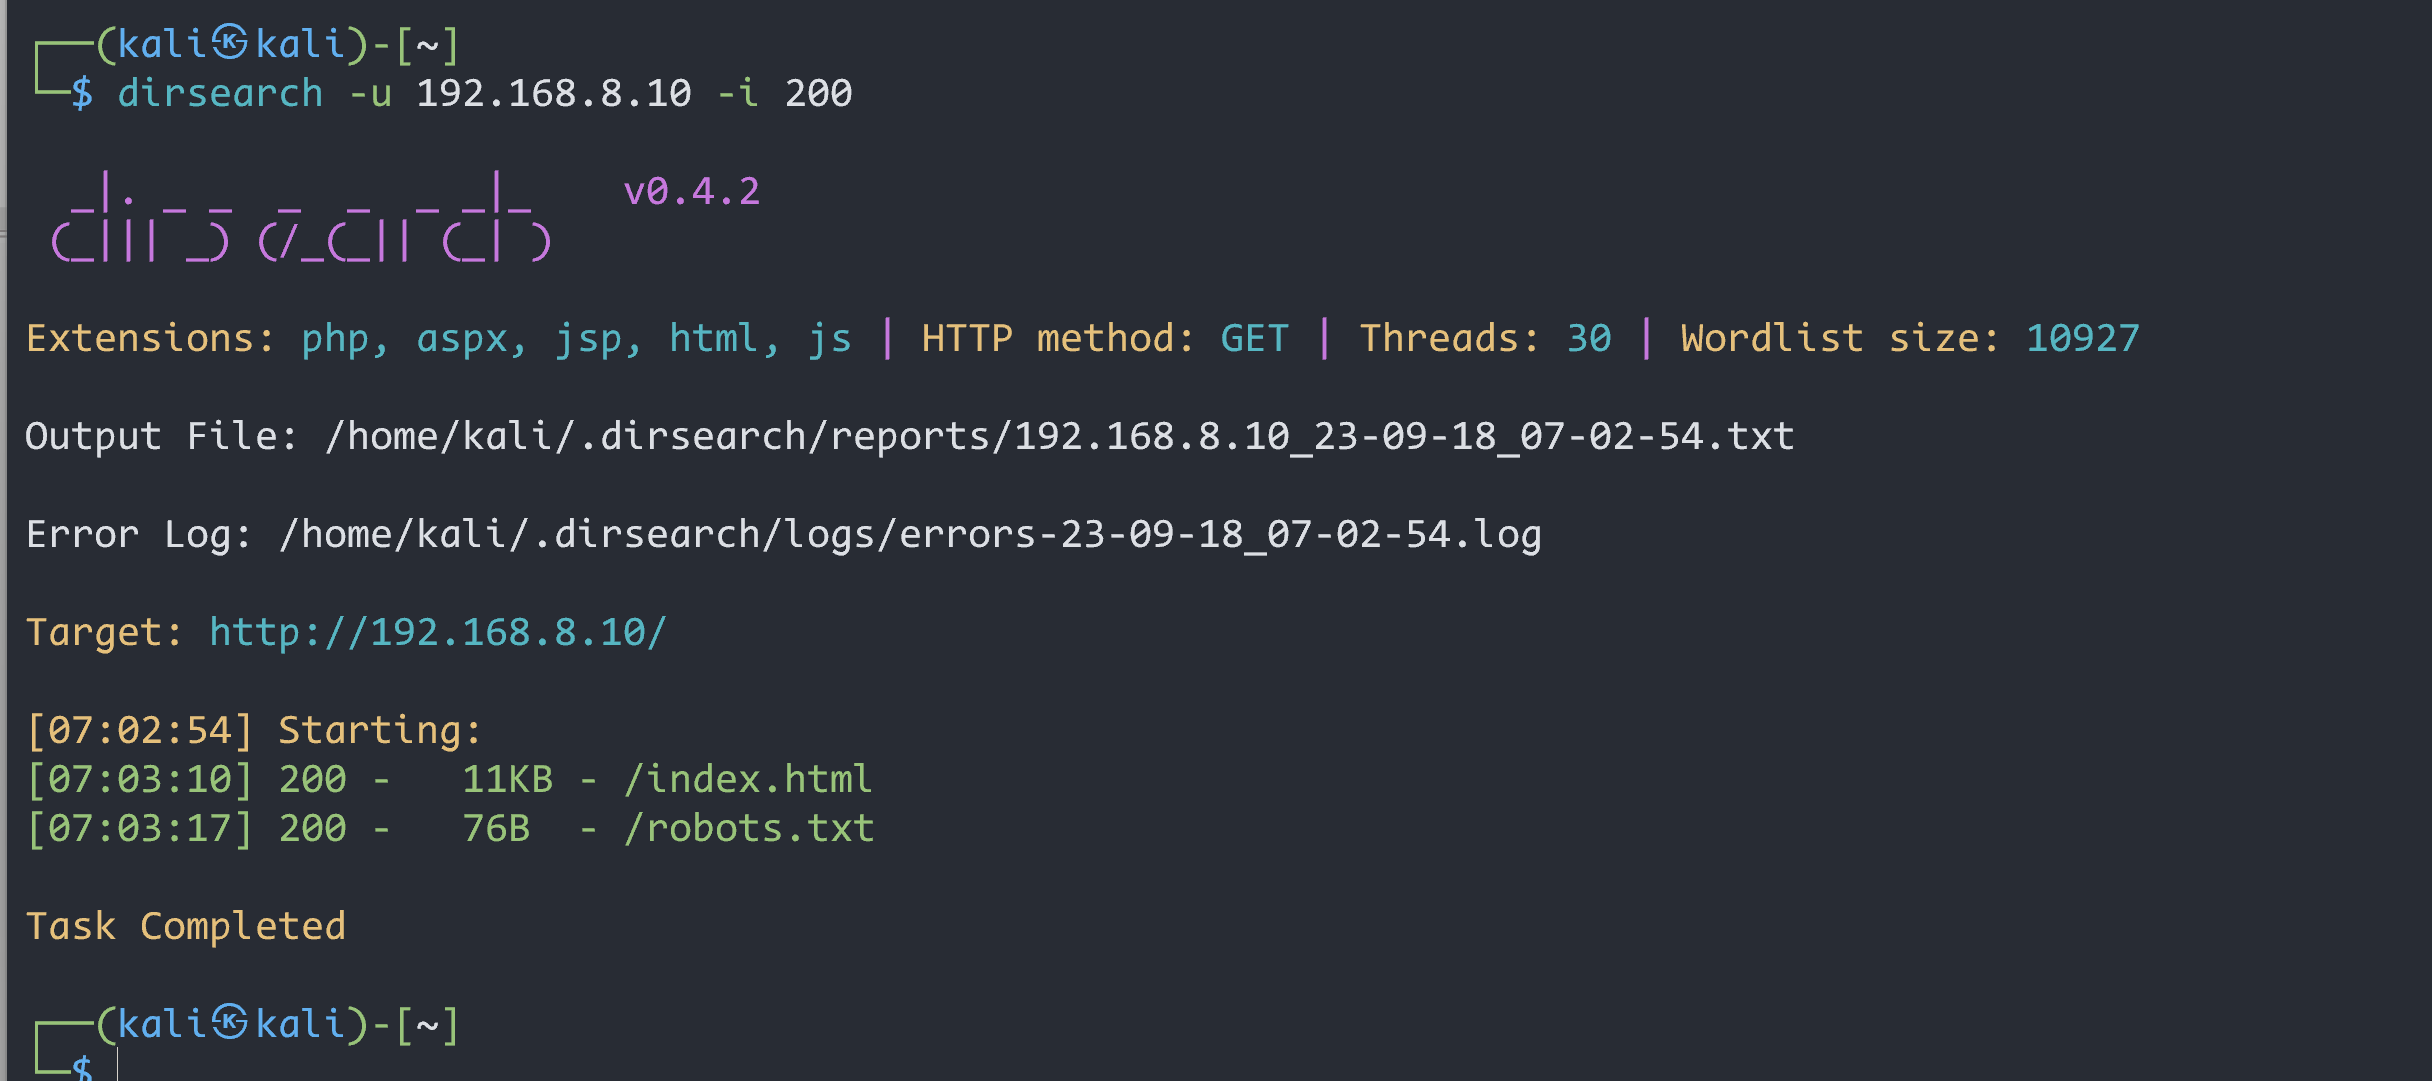 ┌──(kali㉿kali)-[~]
└─$ dirsearch -u 192.168.8.10 -i 200
  _|. _ _  _  _  _ _|_    v0.4.2
 (_||| _) (/_(_|| (_| )
Extensions: php, aspx, jsp, html, js | HTTP method: GET | Threads: 30 | Wordlist size: 10927
Output File: /home/kali/.dirsearch/reports/192.168.8.10_23-09-18_07-02-54.txt
Error Log: /home/kali/.dirsearch/logs/errors-23-09-18_07-02-54.log
Target: http://192.168.8.10/
[07:02:54] Starting:
[07:03:10] 200 -   11KB - /index.html
[07:03:17] 200 -   76B  - /robots.txt
Task Completed
┌──(kali㉿kali)-[~]
└─$